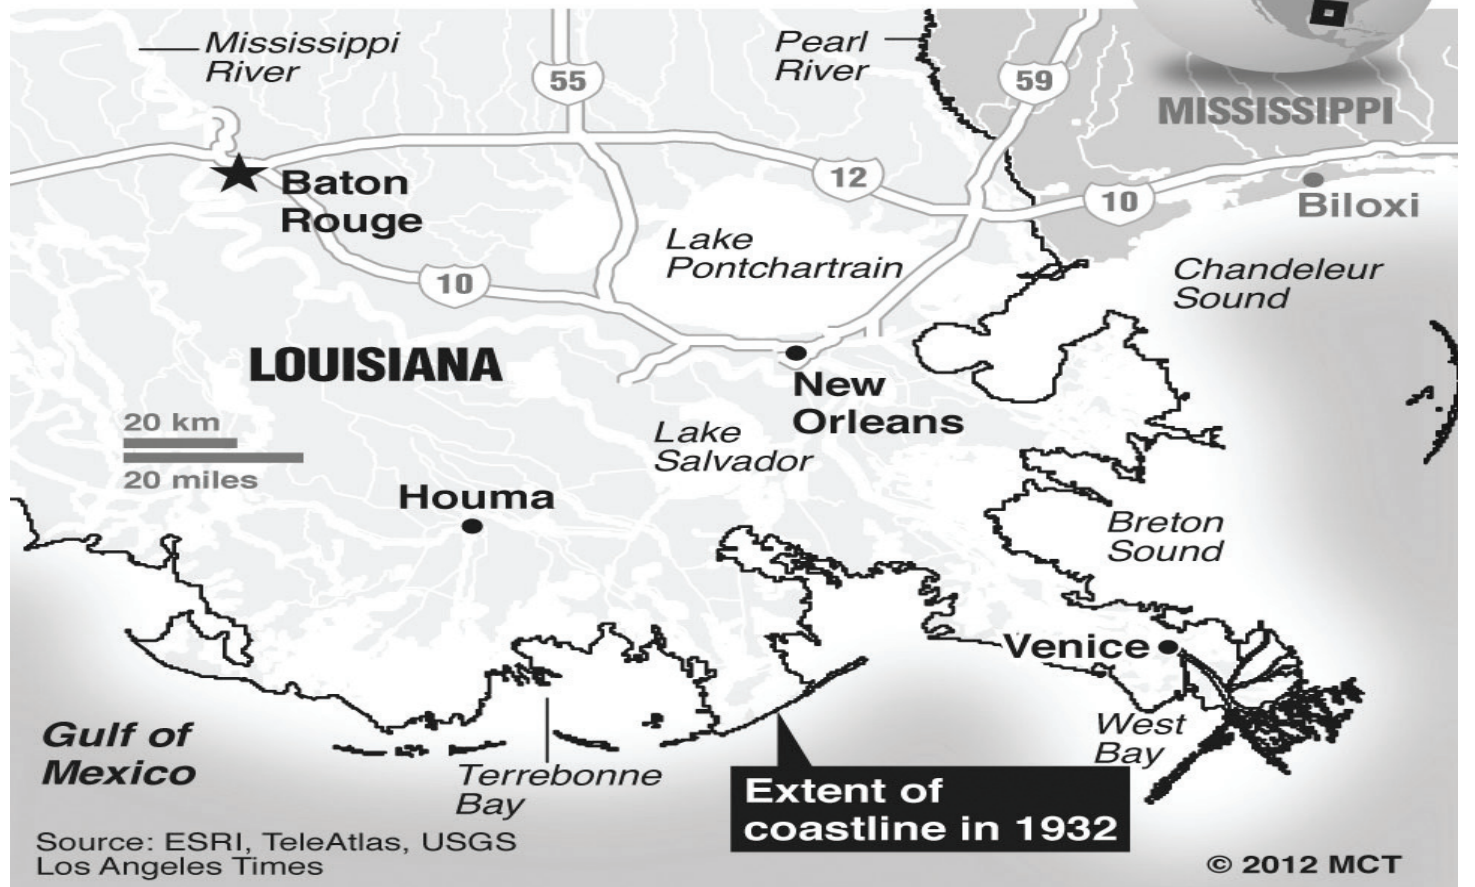 Mississippi
River
55
Pearl
River
59
MISSISSIPPI
12
10
Biloxi
Baton
Rouge
Lake
Pontchartrain
Chandeleur
Sound
10
LOUISIANA
New
Orleans
20 km
20 miles
Lake
Salvador
Houma
Breton
Sound
Venice
West
Bay
Gulf of
Mexico
Terrebonne
Bay
Extent of
coastline in 1932
Source: ESRI, TeleAtlas, USGS
Los Angeles Times
© 2012 MCT